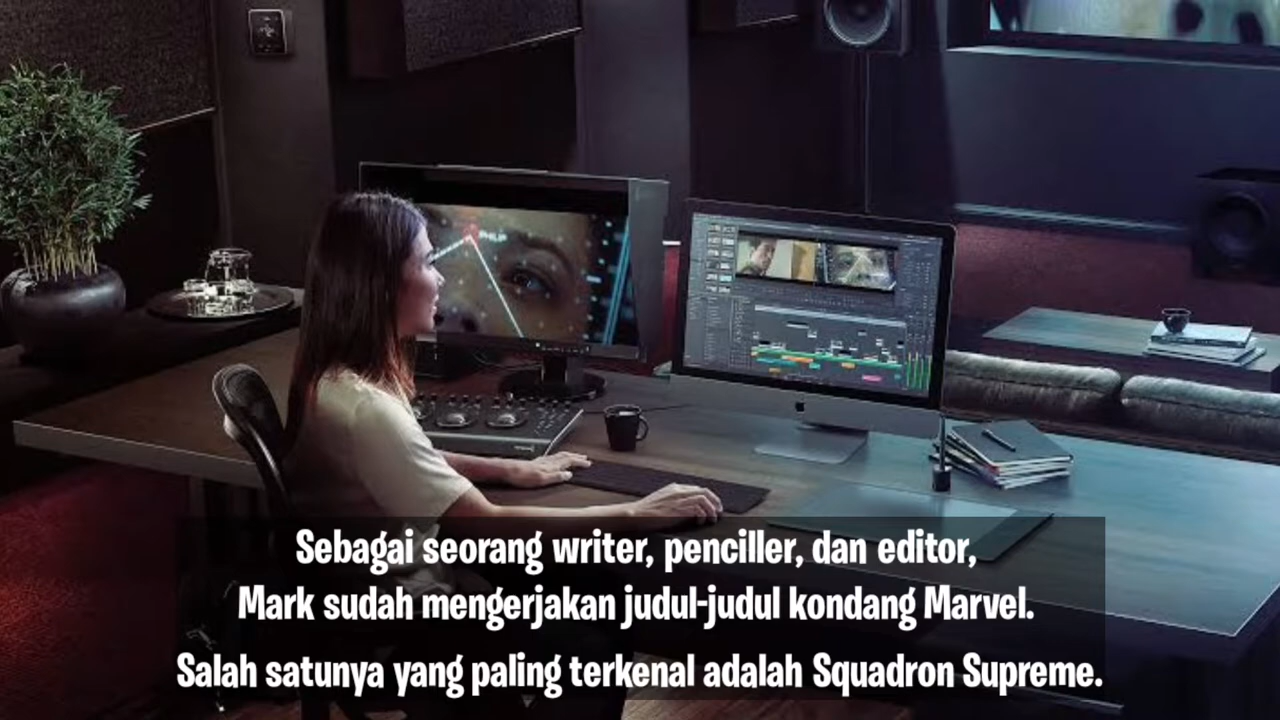 Sebagai seorang writer, penciller, dan editor,
Mark sudah mengerjakan judul-judul kondang Marvel.
Salah satunya yang paling terkenal adalah Squadron Supreme.